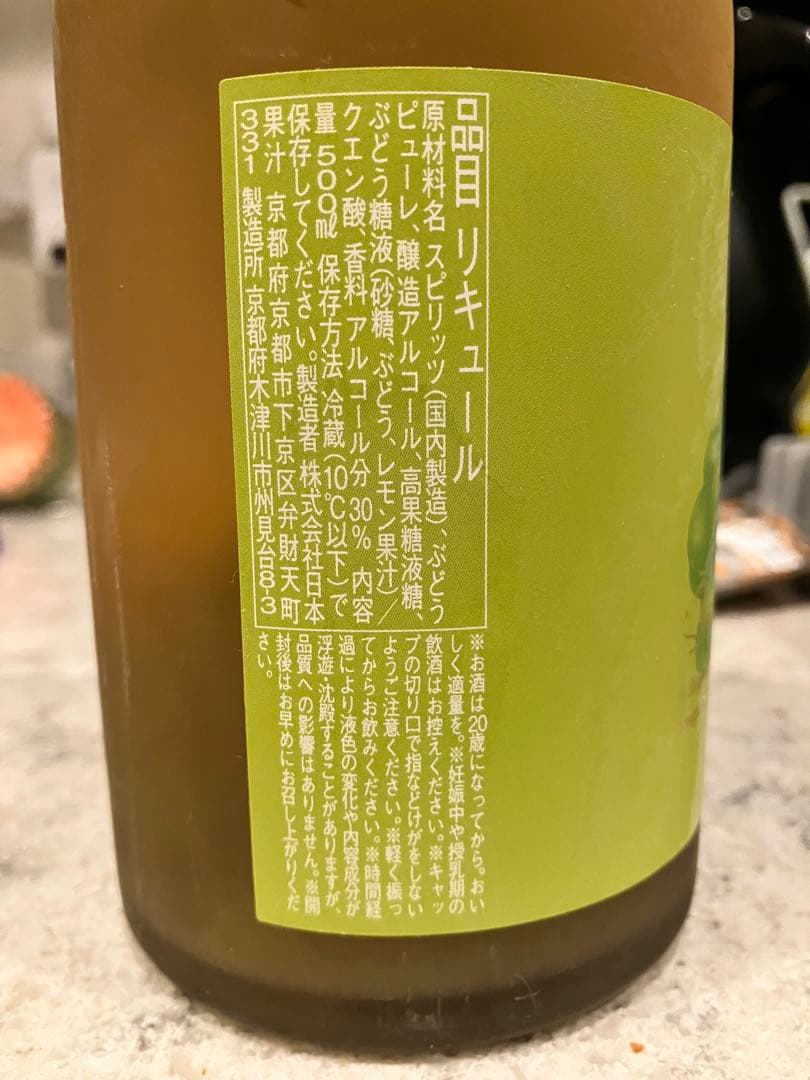 品目 リキュール
原材料名 スピリッツ(国内製造)、ぶどう
ピューレ、醸造アルコール、高果糖液糖、
ぶどう糖液(砂糖、ぶどう、レモン果汁)/
クエン酸、香料 アルコール分 30% 内容
量 500㎖ 保存方法 冷蔵(10℃以下)で
保存してください。製造者 株式会社日本
果汁 京都府京都市下京区弁財天町
331 製造所 京都府木津川市州見台8-3
※お酒は20歳になってから。おい
しく適量を。※妊娠中や授乳期の
飲酒はお控えください。※キャッ
プの切り口で指などけがをしない
ようご注意ください。※軽く振っ
てからお飲みください。※時間経
過により液色の変化や内容成分が
浮遊・沈殿することがありますが、
品質への影響はありません。※開
封後はお早めにお召し上がりくだ
さい。